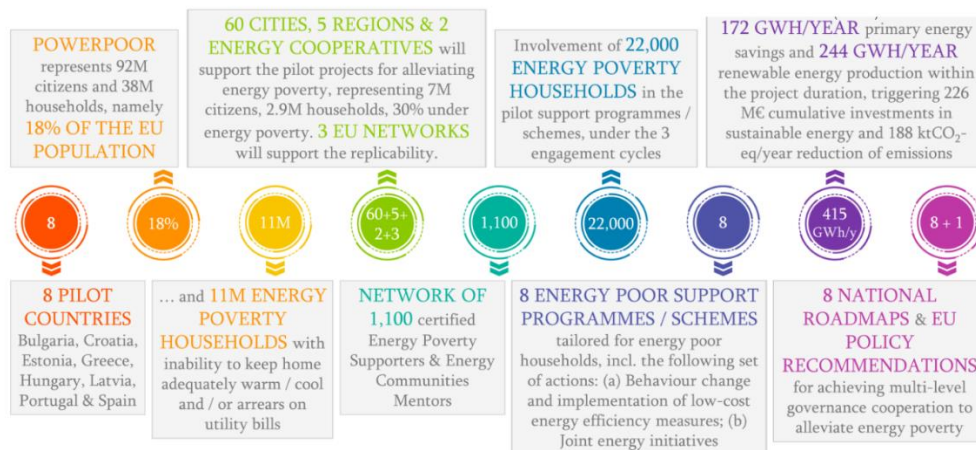 POWERPOOR
represents 92M
citizens and 38M
households, namely
18% OF THE EU
POPULATION
60 CITIES, 5 REGIONS & 2
ENERGY COOPERATIVES will
support the pilot projects for alleviating
energy poverty, representing 7M
citizens, 2.9M households, 30% under
energy poverty. 3 EU NETWORKS
will support the replicability.
Involvement of 22,000
ENERGY POVERTY
HOUSEHOLDS in the
pilot support programmes /
schemes, under the 3
engagement cycles
172 GWH/YEAR primary energy
savings and 244 GWH/YEAR
renewable energy production within
the project duration, triggering 226
M€ cumulative investments in
sustainable energy and 188 ktCO₂-
eq/year reduction of emissions
8
18%
11M
60+5+
2+3
1,100
22,000
8
415
GWh/y
8 + 1
8 PILOT
COUNTRIES
Bulgaria, Croatia,
Estonia, Greece,
Hungary, Latvia,
Portugal & Spain
… and 11M ENERGY
POVERTY
HOUSEHOLDS with
inability to keep home
adequately warm / cool
and / or arrears on
utility bills
NETWORK OF
1,100 certified
Energy Poverty
Supporters & Energy
Communities
Mentors
8 ENERGY POOR SUPPORT
PROGRAMMES / SCHEMES
tailored for energy poor
households, incl. the following set
of actions: (a) Behaviour change
and implementation of low-cost
energy efficiency measures; (b)
Joint energy initiatives
8 NATIONAL
ROADMAPS & EU
POLICY
RECOMMENDATIONS
for achieving multi-level
governance cooperation to
alleviate energy poverty